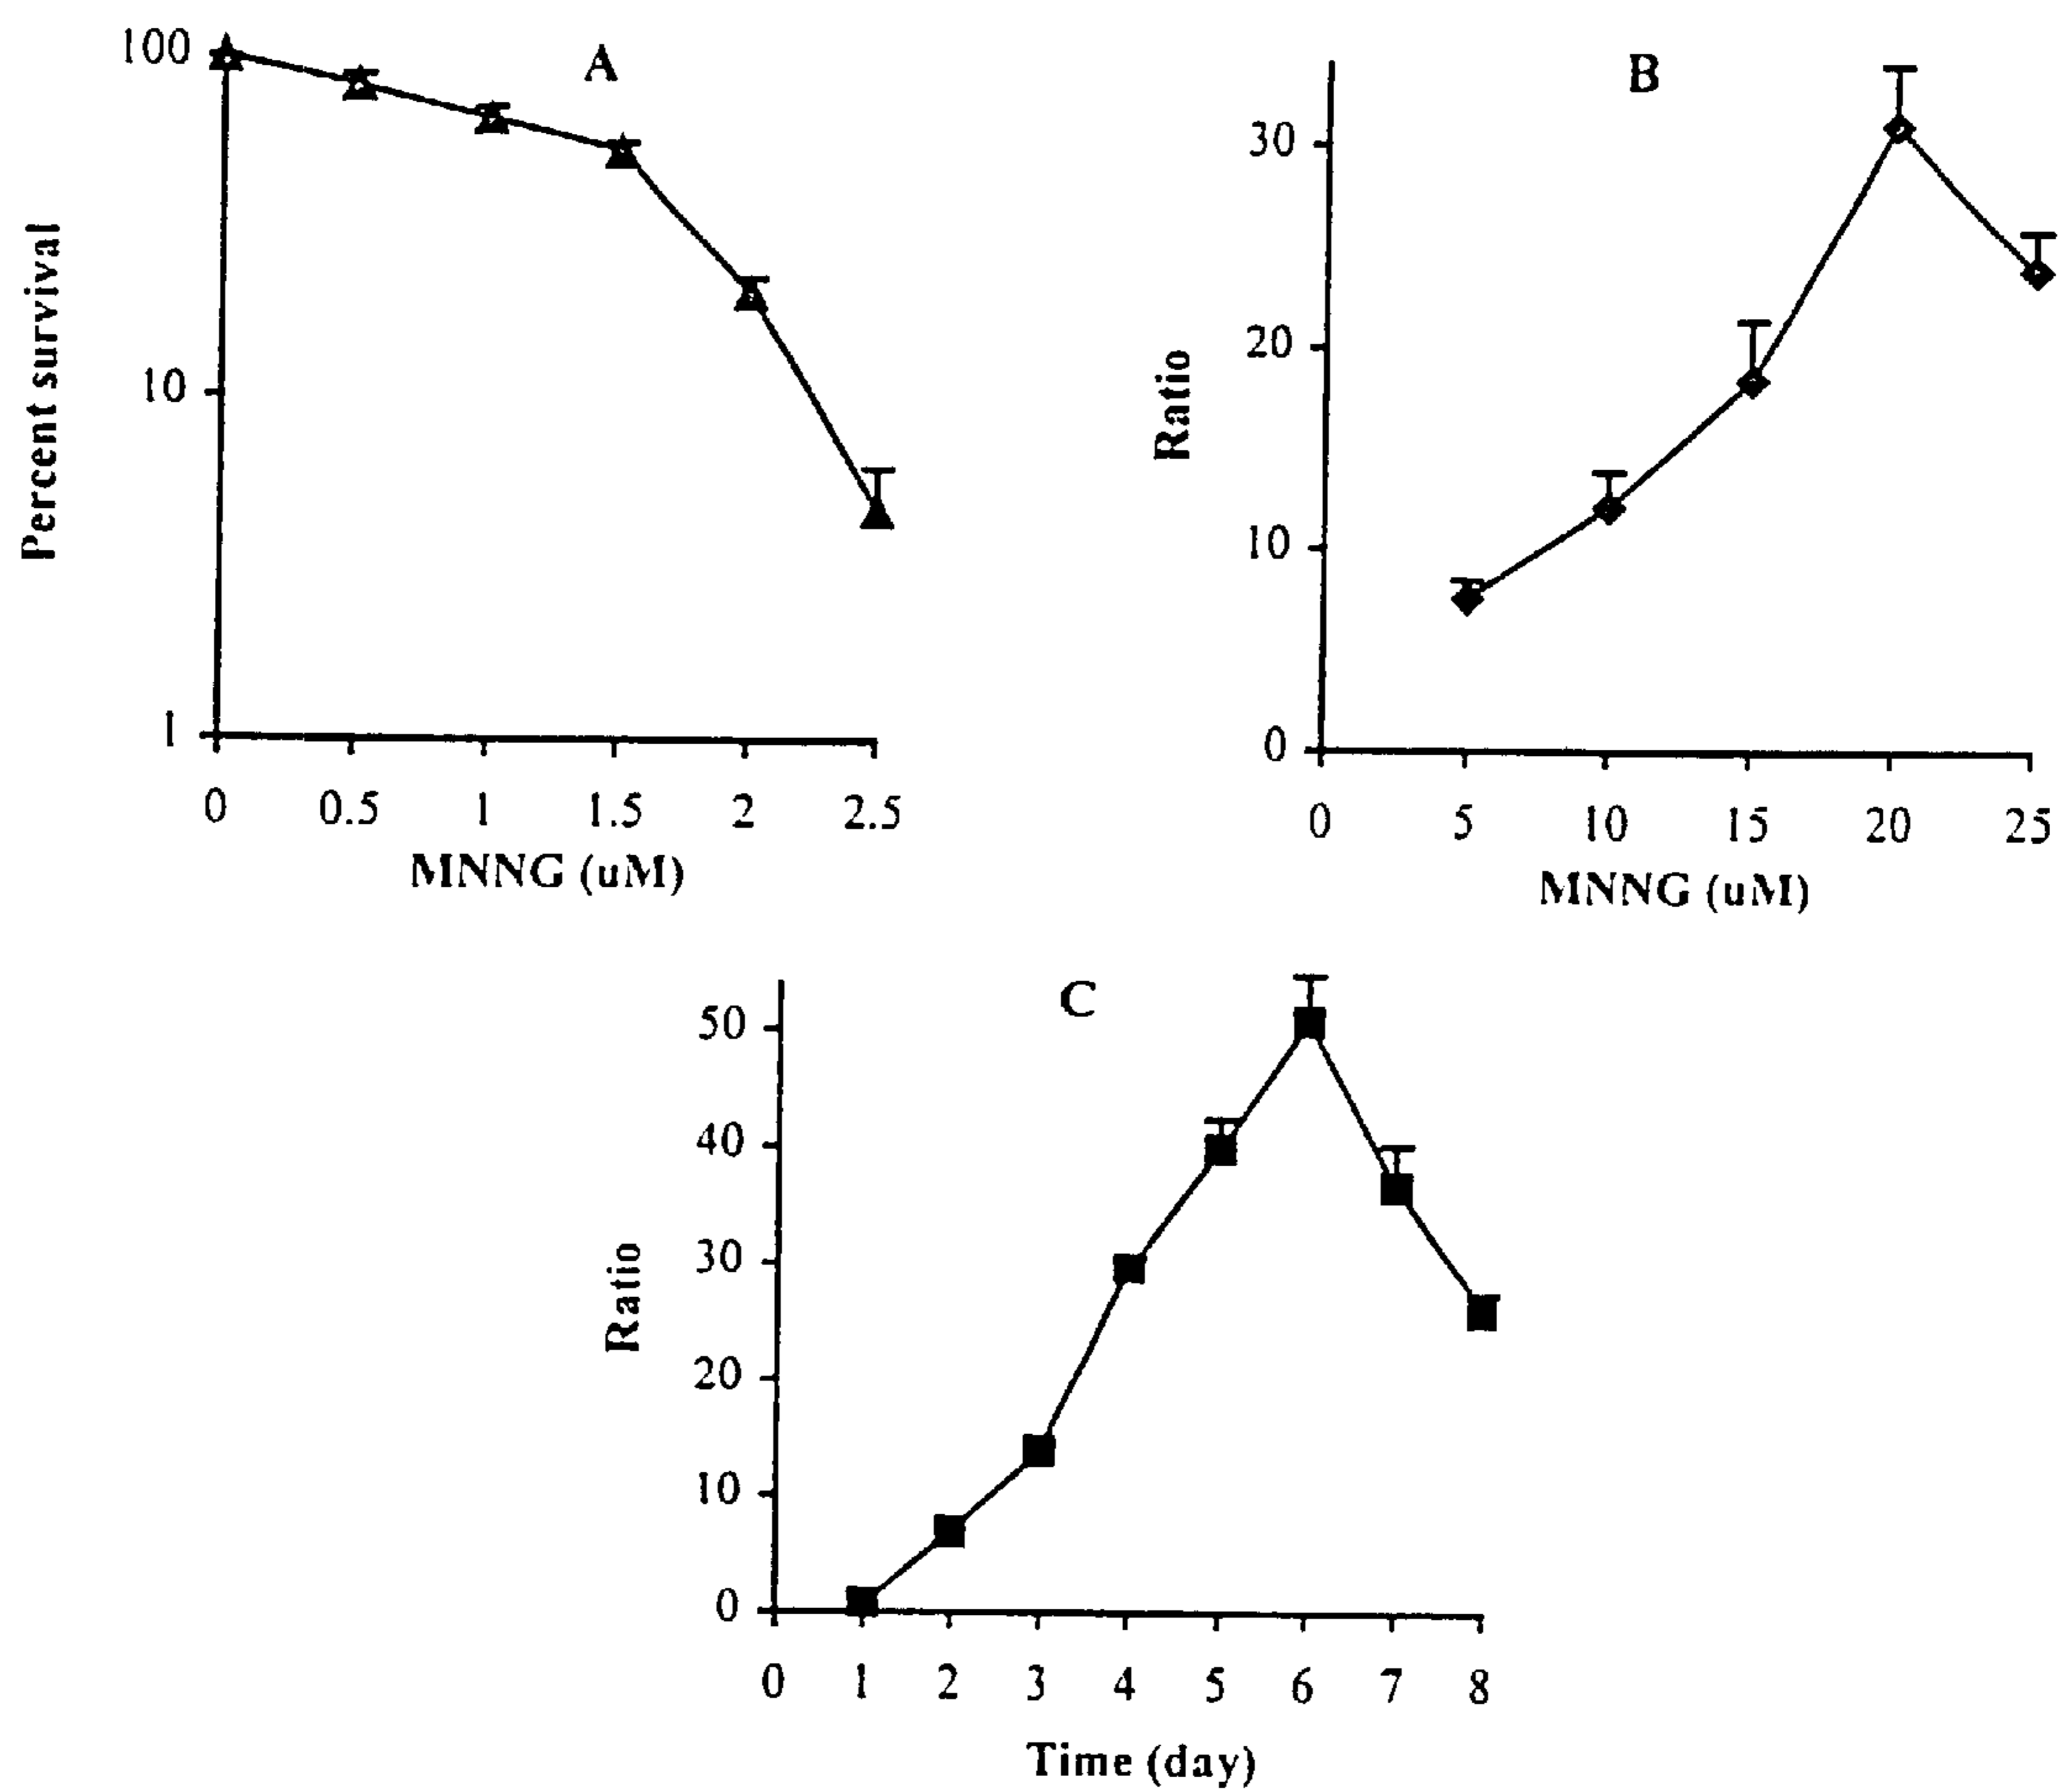 A
100
10
1
Percent survival
0 0.5 1 1.5 2 2.5
MNNG (uM)
B
30
20
10
0
Ratio
0 5 10 15 20 25
MNNG (uM)
C
50
40
30
20
10
0
Ratio
0 1 2 3 4 5 6 7 8
Time (day)